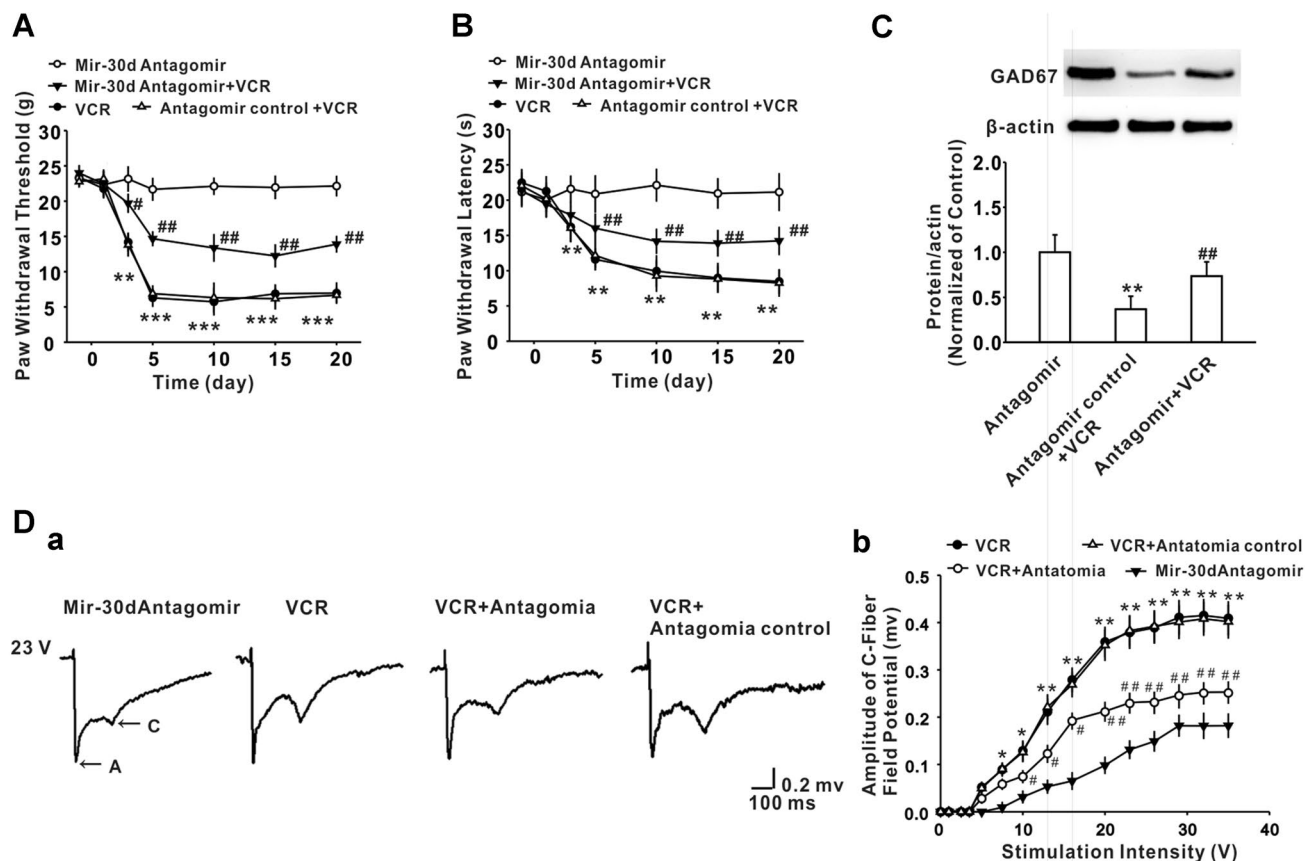 A
Mir-30d Antagomir
Mir-30d Antagomir+VCR
VCR
Antagomir control +VCR
Paw Withdrawal Threshold (g)
30
25
20
15
10
5
0
#
##
##
##
##
**
***
***
***
***
0
5
10
15
20
Time (day)
B
Mir-30d Antagomir
Mir-30d Antagomir+VCR
VCR
Antagomir control +VCR
Paw Withdrawal Latency (s)
30
25
20
15
10
5
0
##
##
##
##
**
**
**
**
**
0
5
10
15
20
Time (day)
C
GAD67
β-actin
Protein/actin
(Normalized of Control)
2.0
1.0
0.5
0.0
**
##
Antagomir
Antagomir control
+VCR
Antagomir+VCR
D
a
Mir-30dAntagomir
VCR
VCR+Antagomia
VCR+
Antagomia control
23 V
C
A
0.2 mv
100 ms
b
VCR
VCR+Antatomia control
VCR+Antatomia
Mir-30dAntagomir
Amplitude of C-Fiber
Field Potential (mv)
0.5
0.4
0.3
0.2
0.1
0.0
*
*
**
**
**
**
**
**
**
**
#
#
#
##
##
##
##
##
##
0
10
20
30
40
Stimulation Intensity (V)